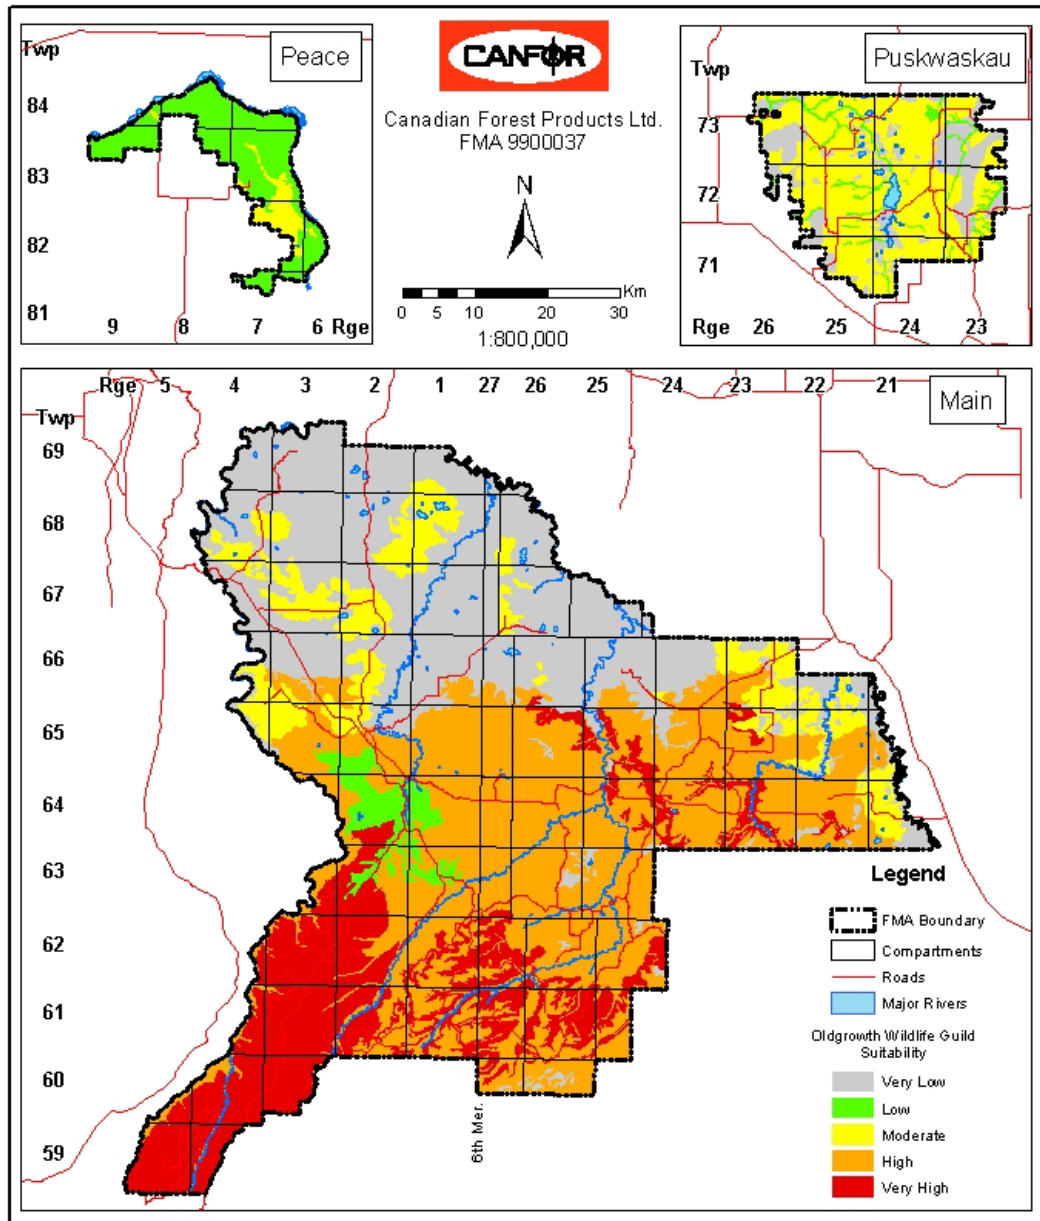 Peace
Twp
84
83
82
81
9 8 7 6 Rge
CANFOR
Canadian Forest Products Ltd.
FMA 9900037
N
Km
0 5 10 20 30
1:800,000
Puskwaskau
Twp
73
72
71
Rge 26 25 24 23
Main
Rge 5 4 3 2 1 27 26 25 24 23 22 21
Twp
69
68
67
66
65
64
63
62
61
60
59
6th Mer.
Legend
FMA Boundary
Compartments
Roads
Major Rivers
Oldgrowth Wildlife Guild
Suitability
Very Low
Low
Moderate
High
Very High